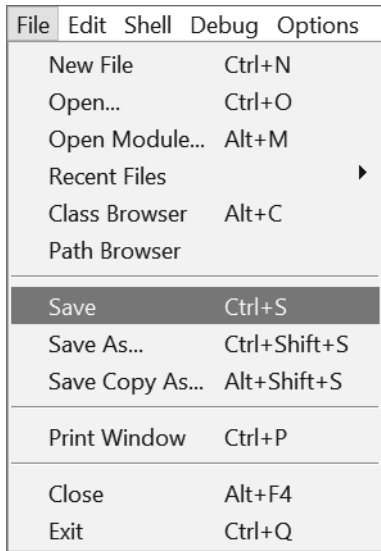 File Edit Shell Debug Options
New File Ctrl+N
Open... Ctrl+O
Open Module... Alt+M
Recent Files
Class Browser Alt+C
Path Browser
Save Ctrl+S
Save As... Ctrl+Shift+S
Save Copy As... Alt+Shift+S
Print Window Ctrl+P
Close Alt+F4
Exit Ctrl+Q